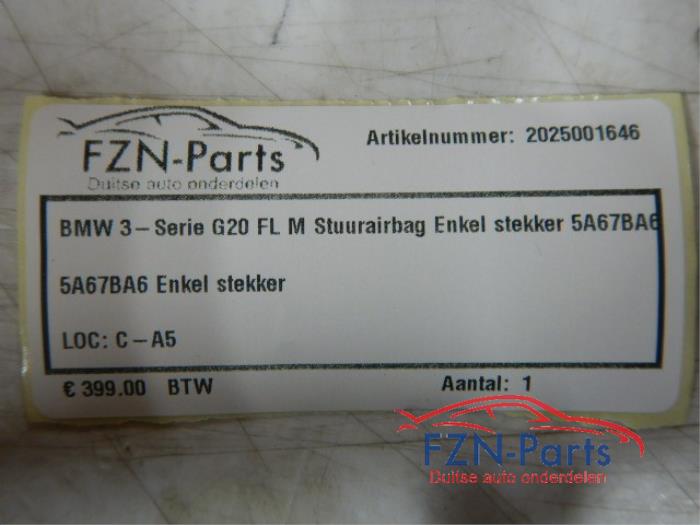 FZN-Parts
Duitse auto onderdelen
Artikelnummer: 2025001646
BMW 3-Serie G20 FL M Stuurairbag Enkel stekker 5A67BA6
5A67BA6 Enkel stekker
LOC: C-A5
€ 399.00 BTW
Aantal: 1
FZN-Parts
Duitse auto onderdelen